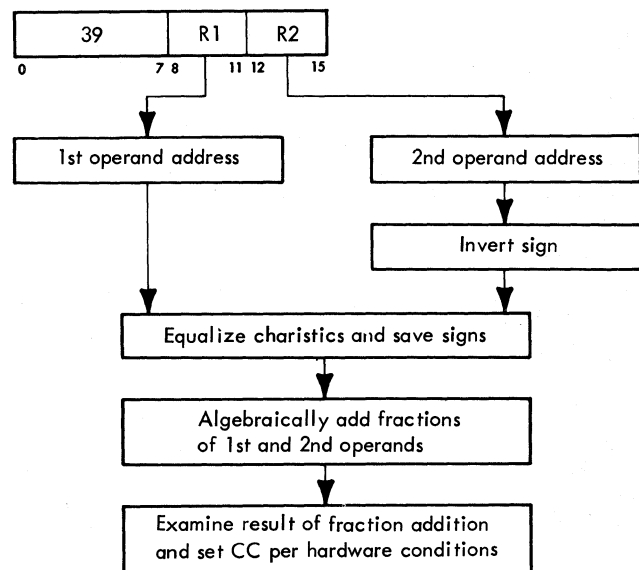 39 R1 R2
0 7 8 11 12 15
1st operand address
2nd operand address
Invert sign
Equalize charistics and save signs
Algebraically add fractions
of 1st and 2nd operands
Examine result of fraction addition
and set CC per hardware conditions